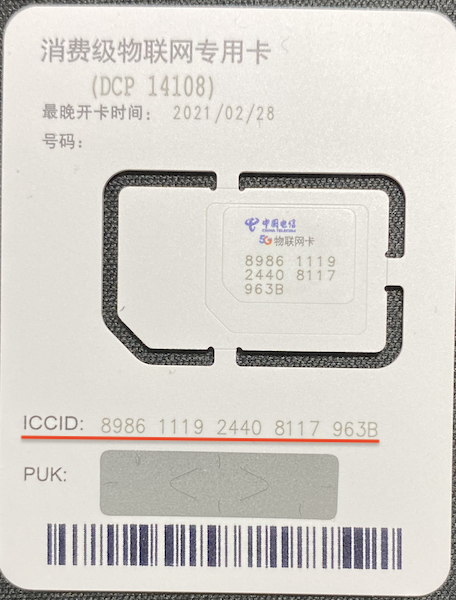 消费级物联网专用卡
(DCP 14108)
最晚开卡时间： 2021/02/28
号码：
中国电信
CHINA TELECOM
5G物联网卡
8986 1119
2440 8117
963B
ICCID: 8986 1119 2440 8117 963B
PUK: